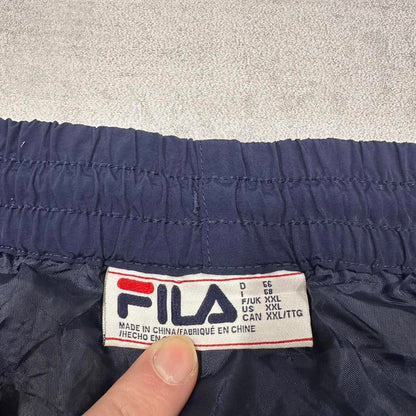 FILA
D 56
I 58
F/UK XXL
US XXL
CAN XXL/TTG
MADE IN CHINA/FABRIQUÉ EN CHINE
/HECHO EN